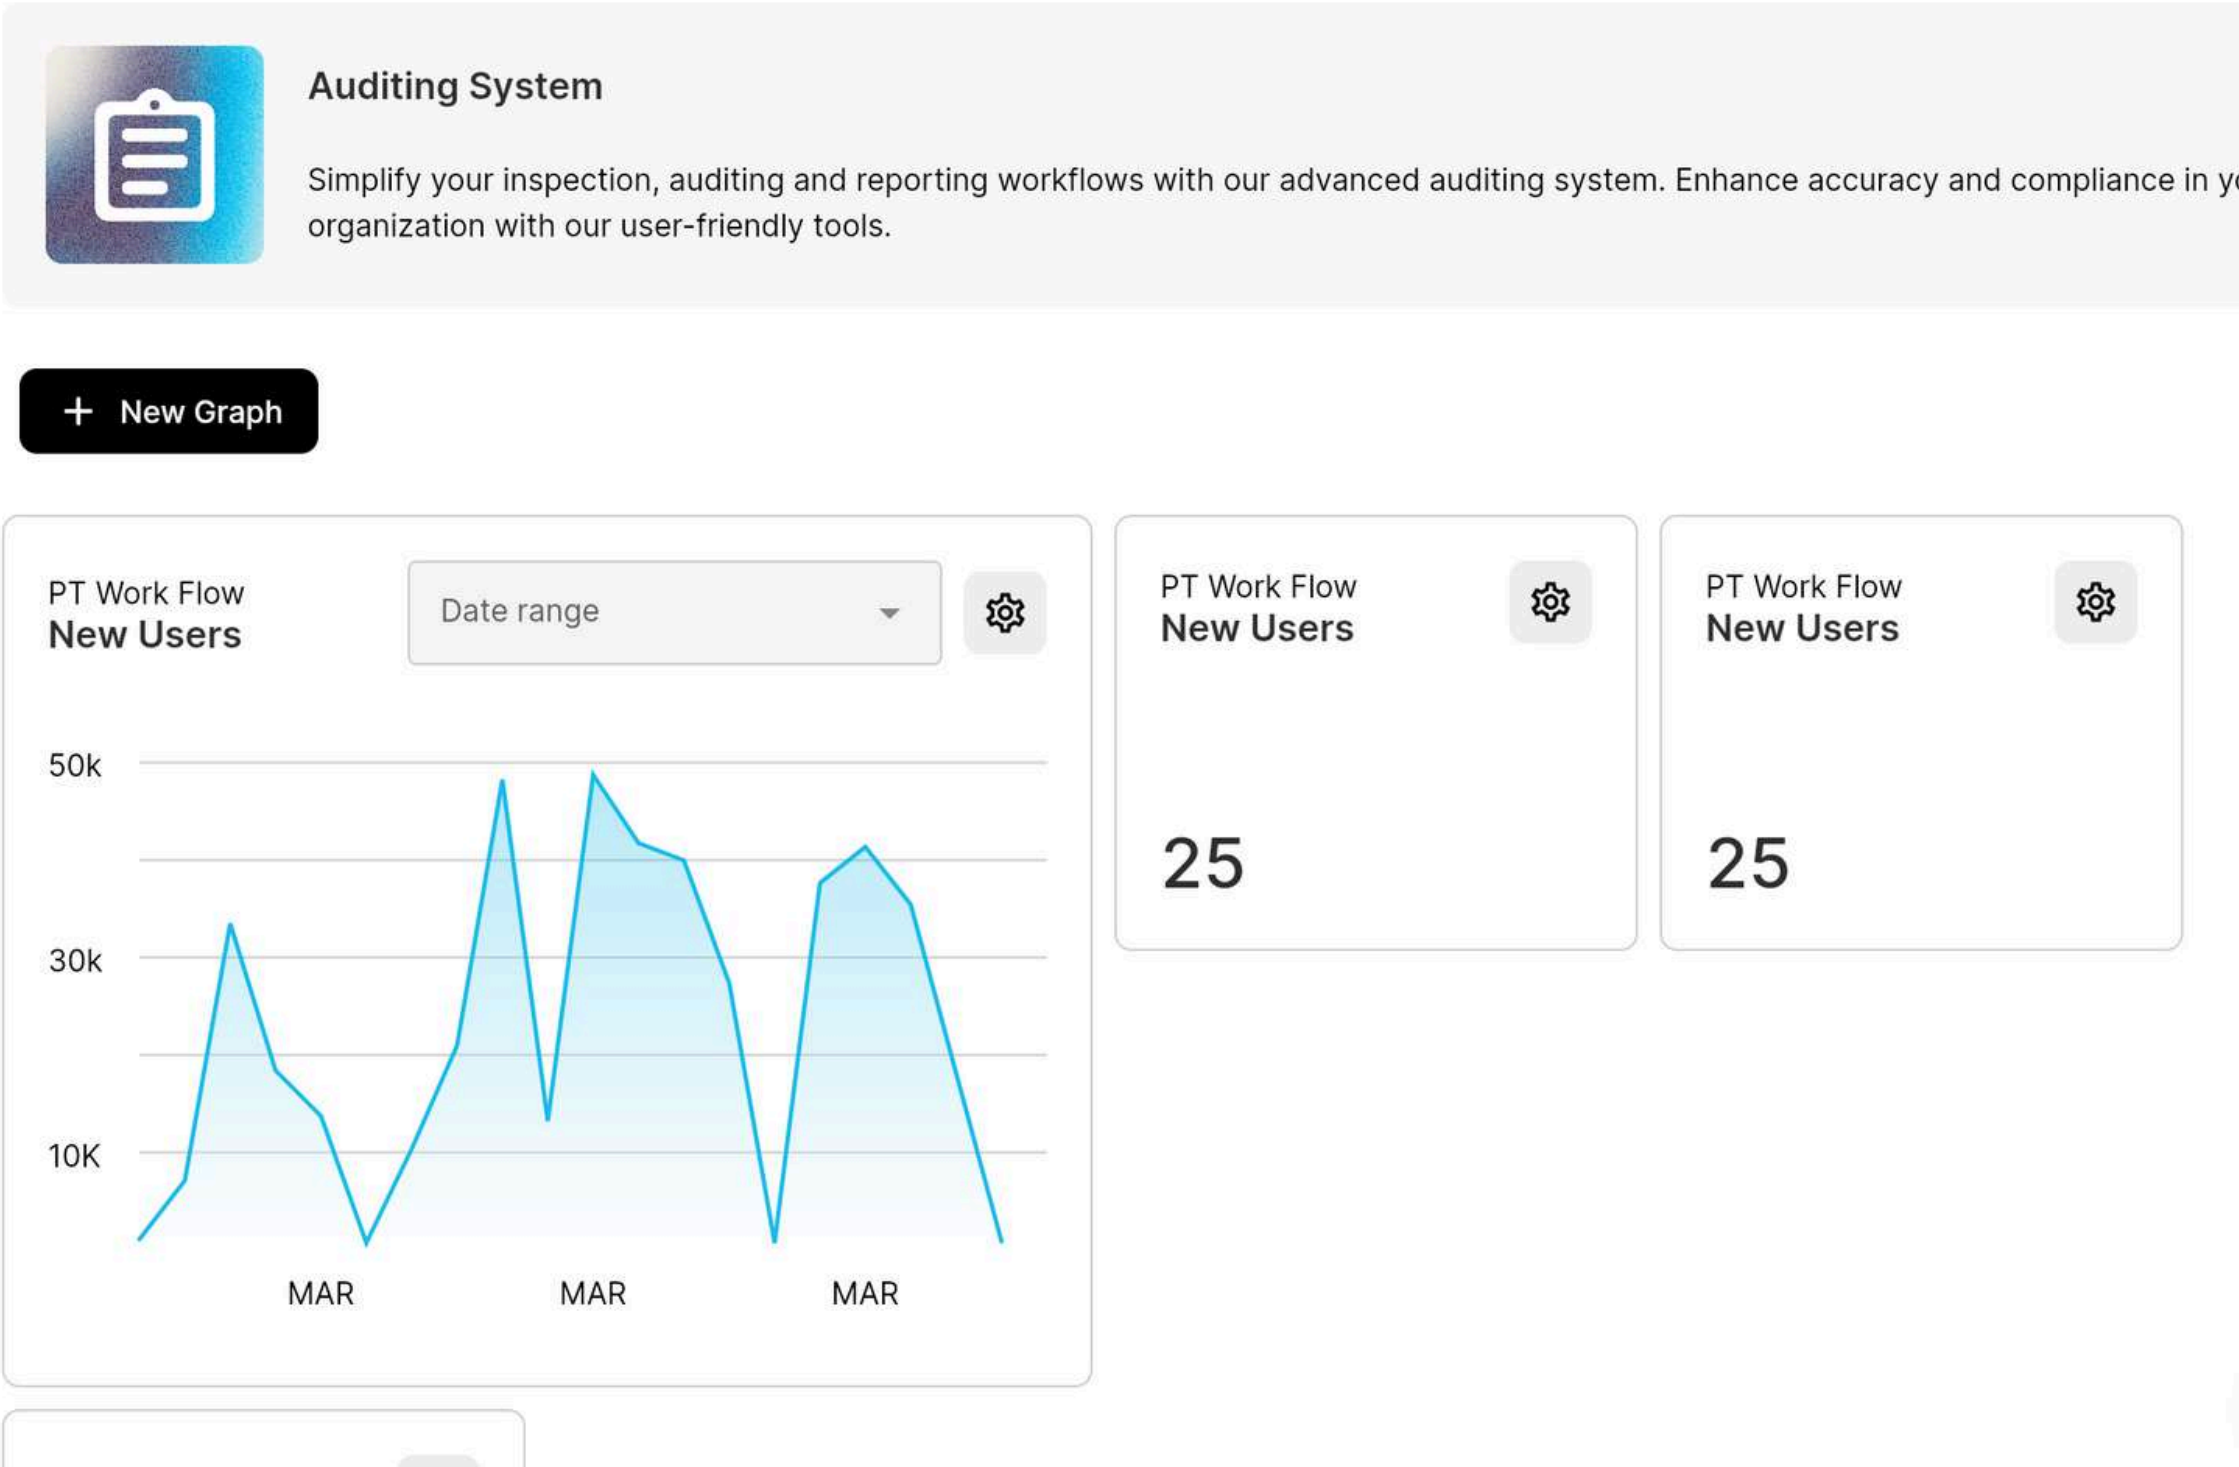 Auditing System
Simplify your inspection, auditing and reporting workflows with our advanced auditing system. Enhance accuracy and compliance in
organization with our user-friendly tools.
New Graph
PT Work Flow
New Users
Date range
50k
30k
10K
MAR MAR MAR
PT Work Flow
New Users
25
PT Work Flow
New Users
25